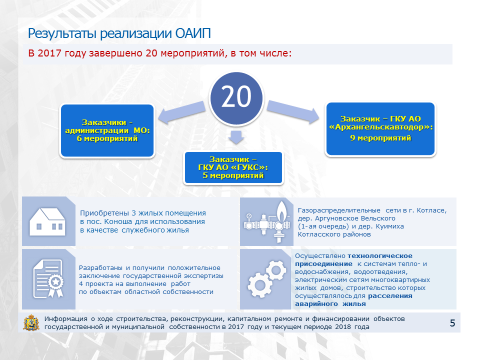 Результаты реализации ОАИП
В 2017 году завершено 20 мероприятий, в том числе:
20
Заказчики -
администрации МО:
6 мероприятий
Заказчик –
ГКУ АО «ГУКС»:
5 мероприятий
Заказчик – ГКУ АО
«Архангельскавтодор»:
9 мероприятий
Приобретены 3 жилых помещения
в пос. Коноша для использования
в качестве служебного жилья
Газораспределительные сети в г. Котласе,
дер. Аргуновское Вельского
(1-ая очередь) и дер. Куимиха
Котласского районов
Разработаны и получили положительное
заключение государственной экспертизы
4 проекта на выполнение работ
по объектам областной собственности
Осуществлено технологическое
присоединение к системам тепло- и
водоснабжения, водоотведения,
электрическим сетям многоквартирных
жилых домов, строительство которых
осуществлялось для расселения
аварийного жилья
Информация о ходе строительства, реконструкции, капитальном ремонте и финансировании объектов
государственной и муниципальной собственности в 2017 году и текущем периоде 2018 года
5